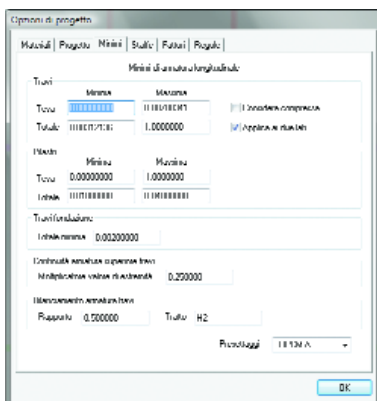 Opzioni di progetto
Materiali Progetto Minimi Staffe Fattori Regole
Minimi di armatura longitudinale
Travi
Minima Massima
Tesa Considera compressa
Totale 1.0000000 Applica ai due lati
Pilastri
Minima Massima
Tesa 0.00000000 1.0000000
Totale
Travi fondazione
Totale minima 0.00200000
Continuità armatura superiore travi
Moltiplicatore valore di estremità 0.250000
Bilanciamento armatura travi
Rapporto 0.500000 Tratto H2
Presettaggi
OK